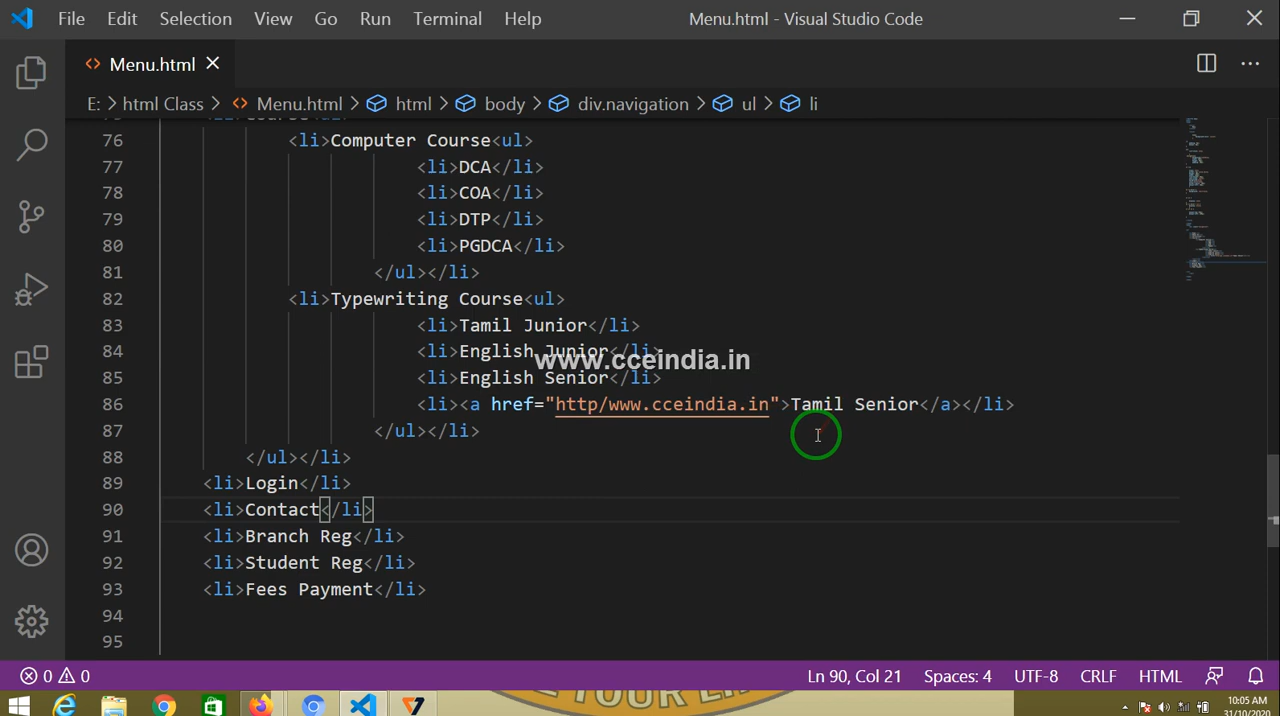 File Edit Selection View Go Run Terminal Help Menu.html - Visual Studio Code
Menu.html
E: > html Class > Menu.html > html > body > div.navigation > ul > li
76 <li>Computer Course<ul>
77 <li>DCA</li>
78 <li>COA</li>
79 <li>DTP</li>
80 <li>PGDCA</li>
81 </ul></li>
82 <li>Typewriting Course<ul>
83 <li>Tamil Junior</li>
84 <li>English Junior</li>
www.cceindia.in
85 <li>English Senior</li>
86 <li><a href="http/www.cceindia.in">Tamil Senior</a></li>
87 </ul></li>
88 </ul></li>
89 <li>Login</li>
90 <li>Contact</li>
91 <li>Branch Reg</li>
92 <li>Student Reg</li>
93 <li>Fees Payment</li>
94
95
0 0 Ln 90, Col 21 Spaces: 4 UTF-8 CRLF HTML
10:05 AM
31/10/2020